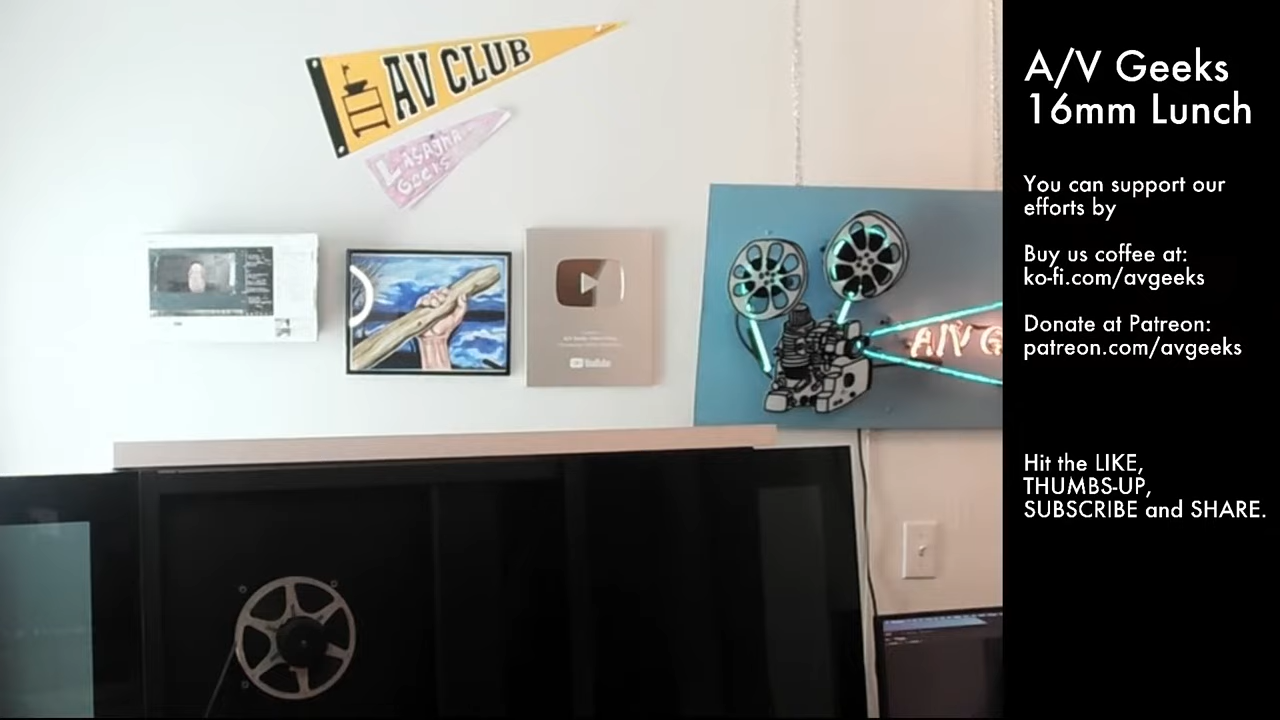 AV CLUB
LASAGNA
GEEKS
YouTube
A/V G
A/V Geeks
16mm Lunch
You can support our
efforts by
Buy us coffee at:
ko-fi.com/avgeeks
Donate at Patreon:
patreon.com/avgeeks
Hit the LIKE,
THUMBS-UP,
SUBSCRIBE and SHARE.